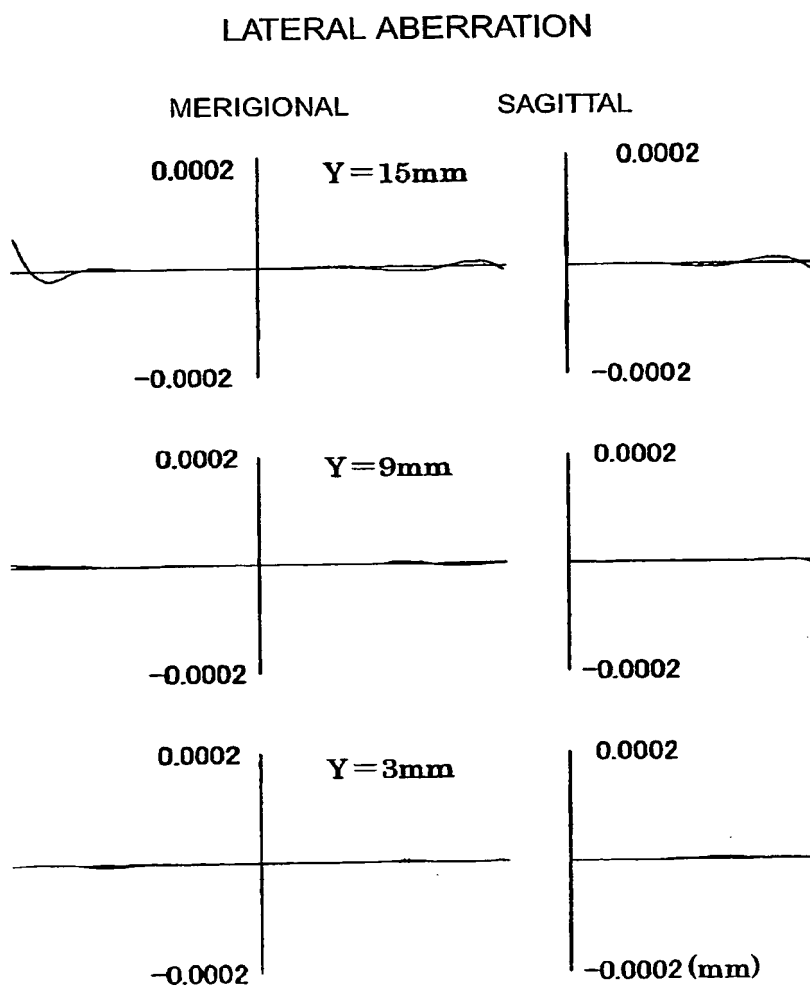 LATERAL ABERRATION
MERIGIONAL SAGITTAL
0.0002 Y=15mm 0.0002
-0.0002 -0.0002
0.0002 Y=9mm 0.0002
-0.0002 -0.0002
0.0002 Y=3mm 0.0002
-0.0002 -0.0002 (mm)